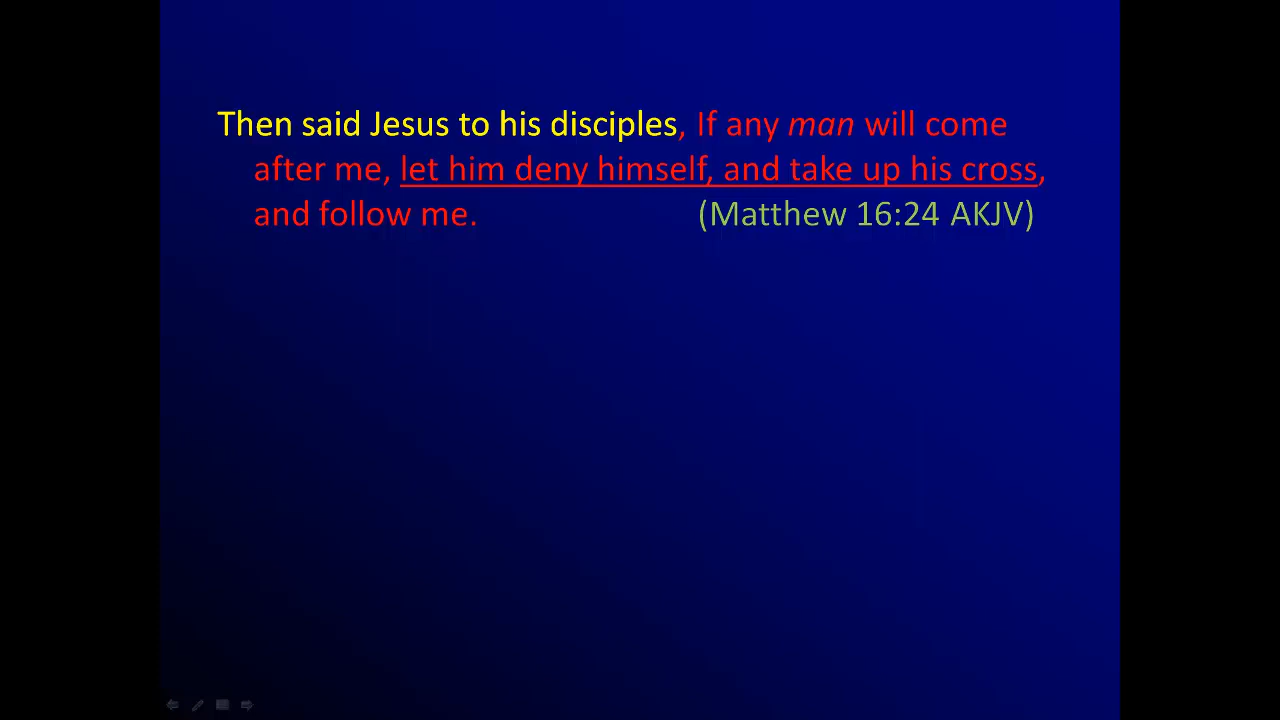 Then said Jesus to his disciples, If any man will come
after me, let him deny himself, and take up his cross,
and follow me. (Matthew 16:24 AKJV)